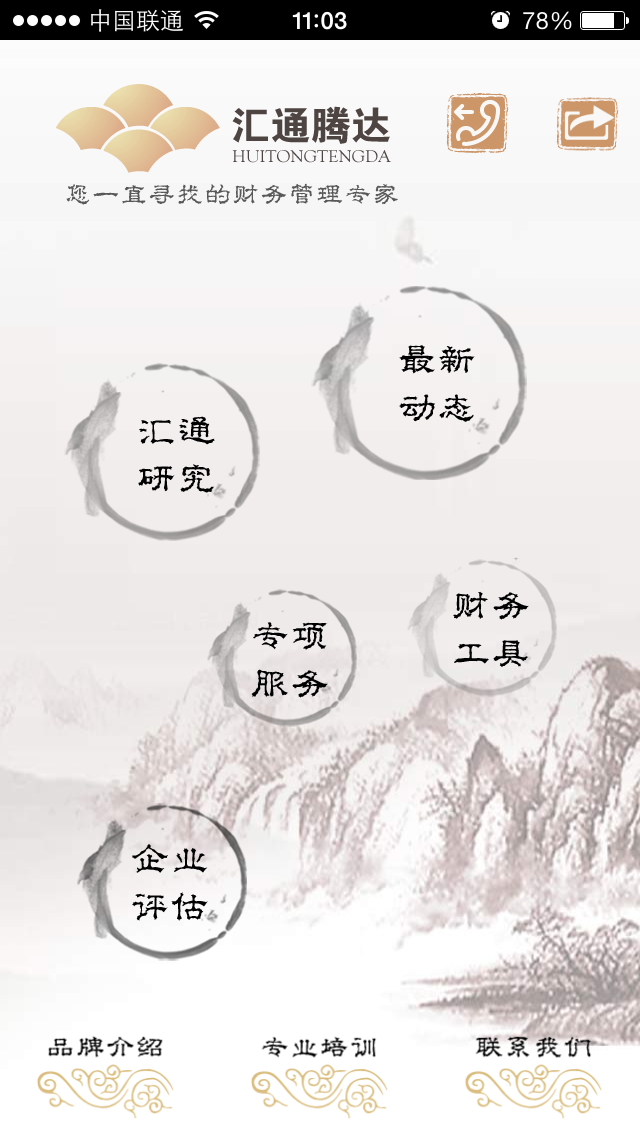 中国联通 11:03 78%
汇通腾达
HUITONGTENGDA
您一直寻找的财务管理专家
最新
动态
汇通
研究
财务
工具
专项
服务
企业
评估
品牌介绍 专业培训 联系我们